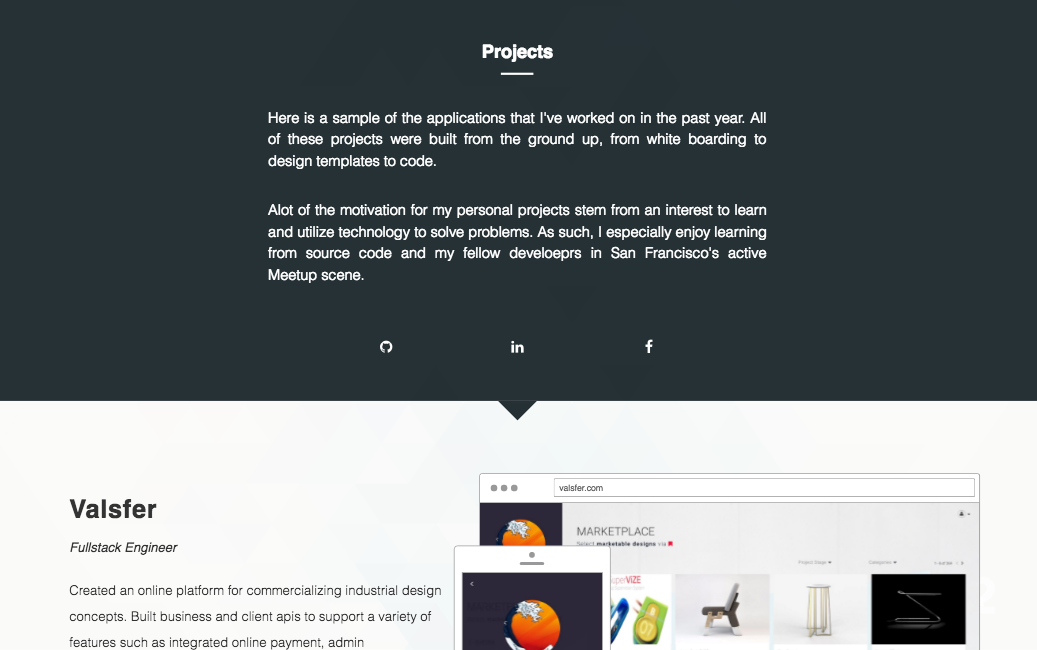 Projects
Here is a sample of the applications that I've worked on in the past year. All
of these projects were built from the ground up, from white boarding to
design templates to code.
Alot of the motivation for my personal projects stem from an interest to learn
and utilize technology to solve problems. As such, I especially enjoy learning
from source code and my fellow develoeprs in San Francisco's active
Meetup scene.
Valsfer
Fullstack Engineer
Created an online platform for commercializing industrial design
concepts. Built business and client apis to support a variety of
features such as integrated online payment, admin
valsfer.com
MARKETPLACE
Select marketable designs via
Project Stage
Categories
SuperViZE